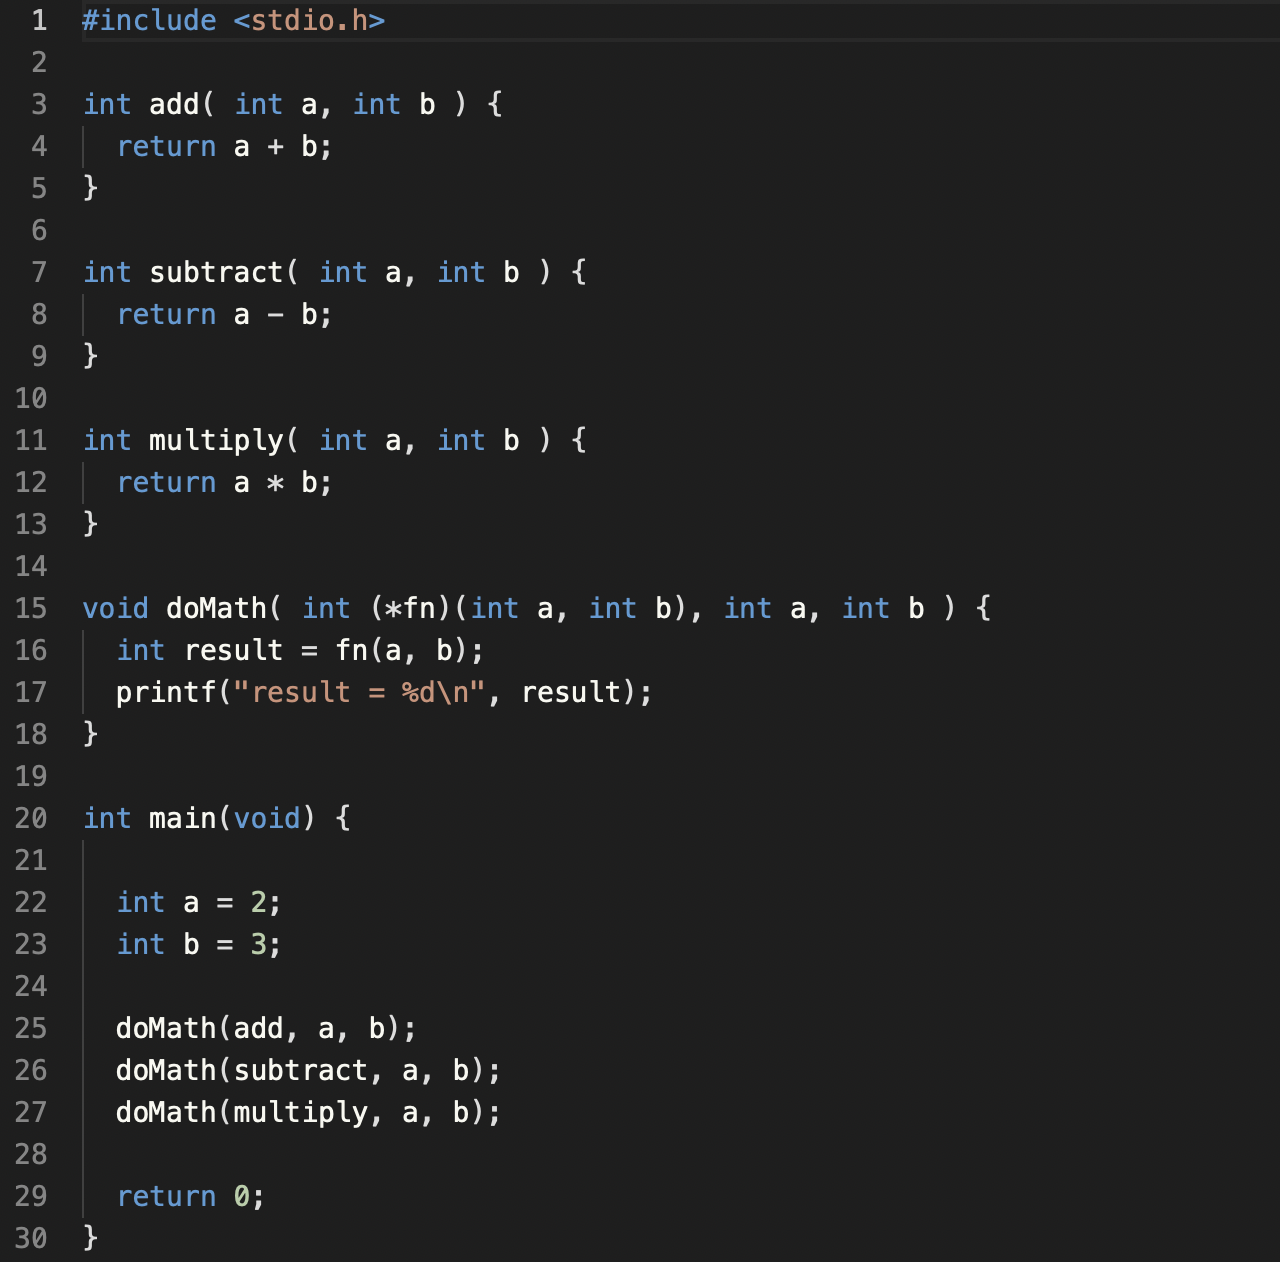 1 #include <stdio.h>
2
3 int add( int a, int b ) {
4   return a + b;
5 }
6
7 int subtract( int a, int b ) {
8   return a - b;
9 }
10
11 int multiply( int a, int b ) {
12   return a * b;
13 }
14
15 void doMath( int (*fn)(int a, int b), int a, int b ) {
16   int result = fn(a, b);
17   printf("result = %d\n", result);
18 }
19
20 int main(void) {
21
22   int a = 2;
23   int b = 3;
24
25   doMath(add, a, b);
26   doMath(subtract, a, b);
27   doMath(multiply, a, b);
28
29   return 0;
30 }